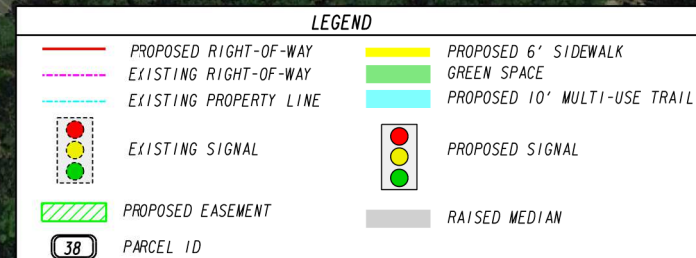 LEGEND
PROPOSED RIGHT-OF-WAY
EXISTING RIGHT-OF-WAY
EXISTING PROPERTY LINE
EXISTING SIGNAL
PROPOSED EASEMENT
38 PARCEL ID
PROPOSED 6' SIDEWALK
GREEN SPACE
PROPOSED 10' MULTI-USE TRAIL
PROPOSED SIGNAL
RAISED MEDIAN